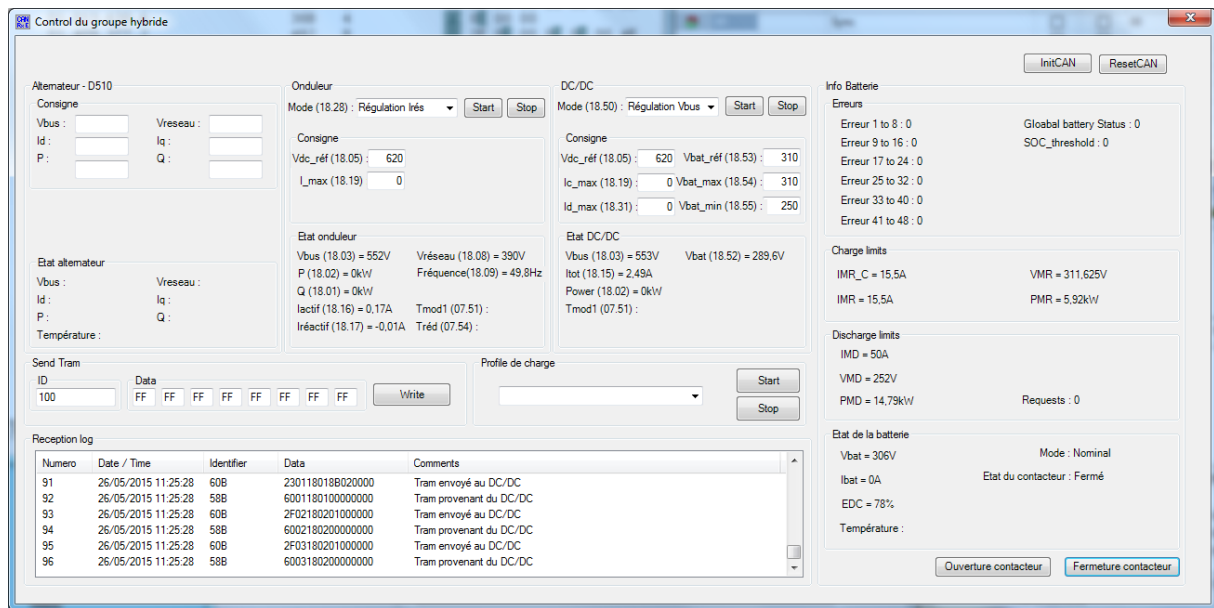 CAN
RxE
Control du groupe hybride
InitCAN ResetCAN
Alternateur - D510
Consigne
Vbus : Vreseau :
Id : Iq :
P : Q :
Etat alternateur
Vbus : Vreseau :
Id : Iq :
P : Q :
Température :
Onduleur
Mode (18.28) : Régulation Irés Start Stop
Consigne
Vdc_réf (18.05) : 620
I_max (18.19) 0
Etat onduleur
Vbus (18.03) = 552V Vréseau (18.08) = 390V
P (18.02) = 0kW Fréquence(18.09) = 49,8Hz
Q (18.01) = 0kW
Iactif (18.16) = 0,17A Tmod1 (07.51) :
Iréactif (18.17) = -0,01A Tréd (07.54) :
DC/DC
Mode (18.50) : Régulation Vbus Start Stop
Consigne
Vdc_réf (18.05) : 620 Vbat_réf (18.53) : 310
Ic_max (18.19) : 0 Vbat_max (18.54) : 310
Id_max (18.31) : 0 Vbat_min (18.55) : 250
Etat DC/DC
Vbus (18.03) = 553V Vbat (18.52) = 289,6V
Itot (18.15) = 2,49A
Power (18.02) = 0kW
Tmod1 (07.51) :
Info Batterie
Erreurs
Erreur 1 to 8 : 0 Gloabal battery Status : 0
Erreur 9 to 16 : 0 SOC_threshold : 0
Erreur 17 to 24 : 0
Erreur 25 to 32 : 0
Erreur 33 to 40 : 0
Erreur 41 to 48 : 0
Charge limits
IMR_C = 15,5A VMR = 311,625V
IMR = 15,5A PMR = 5,92kW
Discharge limits
IMD = 50A
VMD = 252V
PMD = 14,79kW Requests : 0
Etat de la batterie
Vbat = 306V Mode : Nominal
Ibat = 0A Etat du contacteur : Fermé
EDC = 78%
Température :
Ouverture contacteur Fermeture contacteur
Send Tram
ID Data
100 FF FF FF FF FF FF FF FF Write
Profile de charge
Start
Stop
Reception log
Numero Date / Time Identifier Data Comments
91 26/05/2015 11:25:28 60B 230118018B020000 Tram envoyé au DC/DC
92 26/05/2015 11:25:28 58B 6001180100000000 Tram provenant du DC/DC
93 26/05/2015 11:25:28 60B 2F02180201000000 Tram envoyé au DC/DC
94 26/05/2015 11:25:28 58B 6002180200000000 Tram provenant du DC/DC
95 26/05/2015 11:25:28 60B 2F03180201000000 Tram envoyé au DC/DC
96 26/05/2015 11:25:28 58B 6003180200000000 Tram provenant du DC/DC